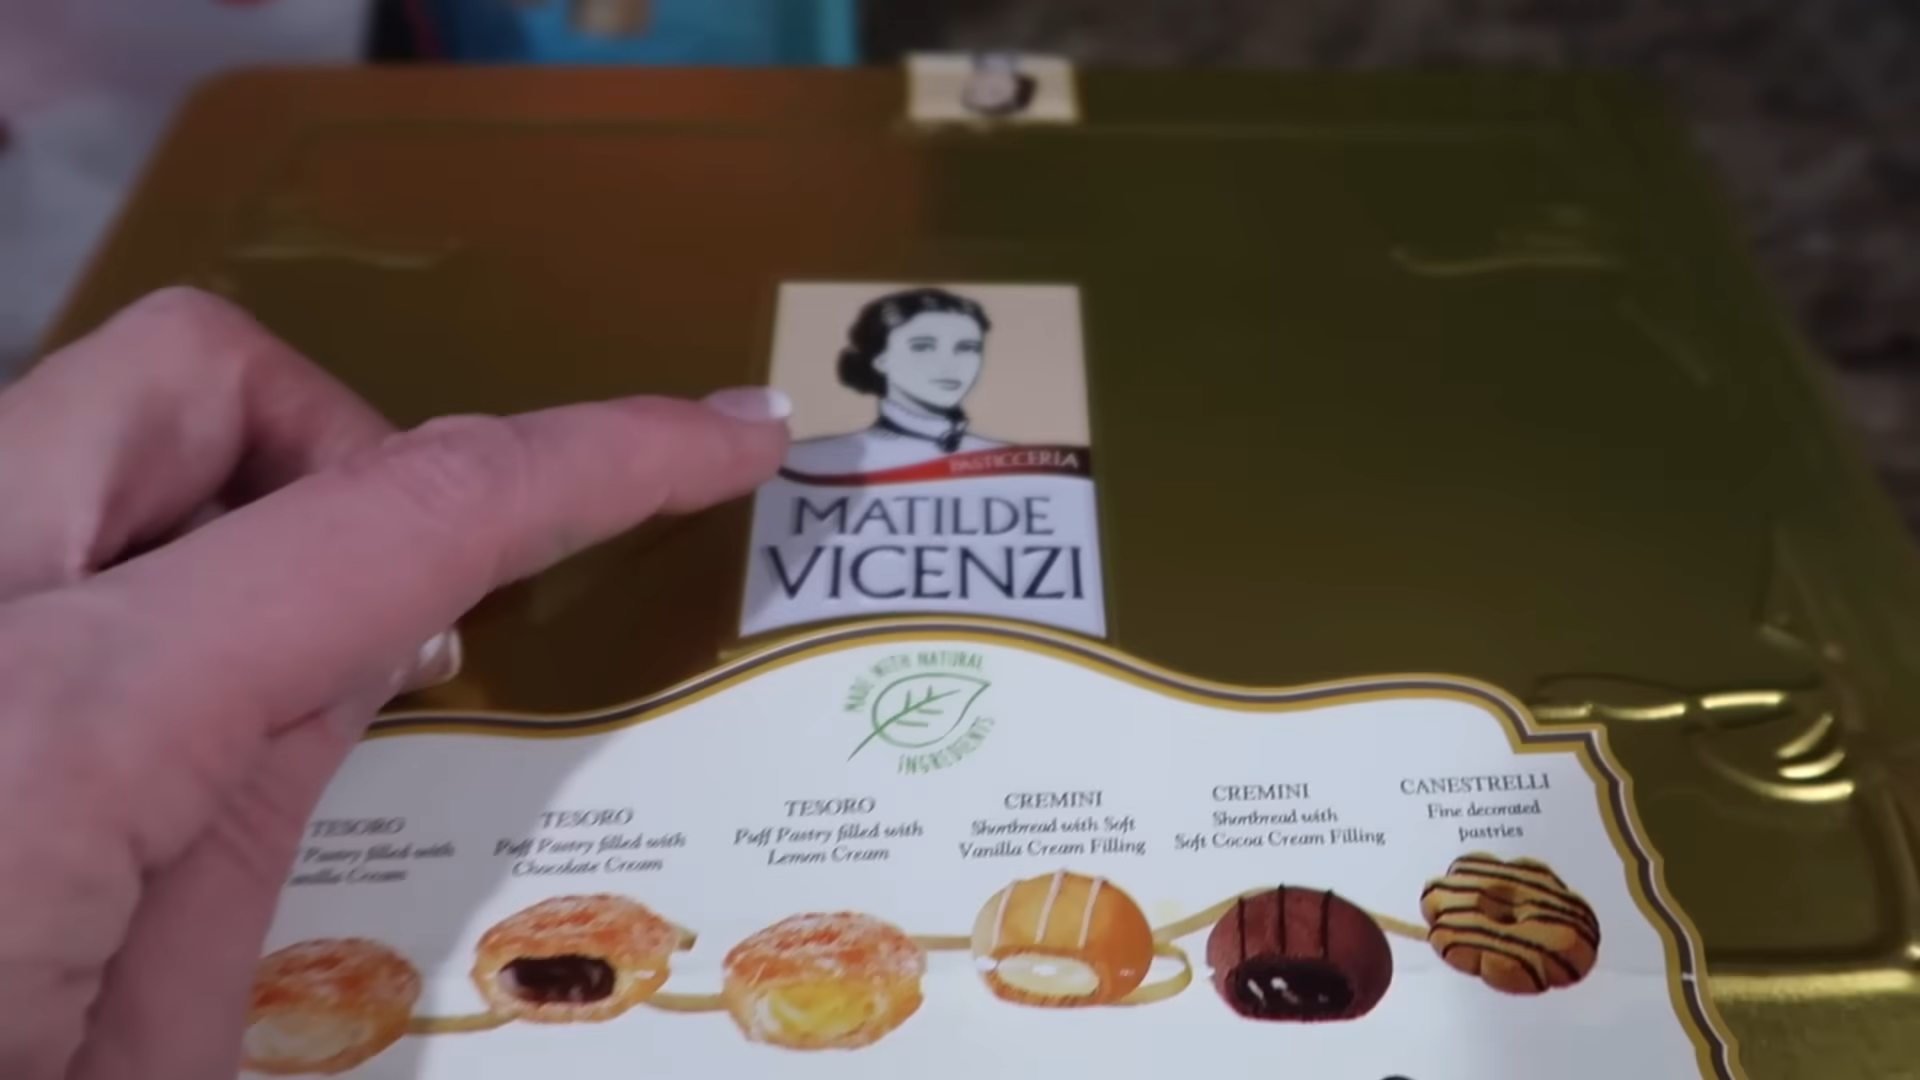 PASTICCERIA
MATILDE
VICENZI
MADE WITH NATURAL
INGREDIENTS
TESORO
Pastry filled with
Vanilla Cream
TESORO
Puff Pastry filled with
Chocolate Cream
TESORO
Puff Pastry filled with
Lemon Cream
CREMINI
Shortbread with Soft
Vanilla Cream Filling
CREMINI
Shortbread with
Soft Cocoa Cream Filling
CANESTRELLI
Fine decorated
pastries